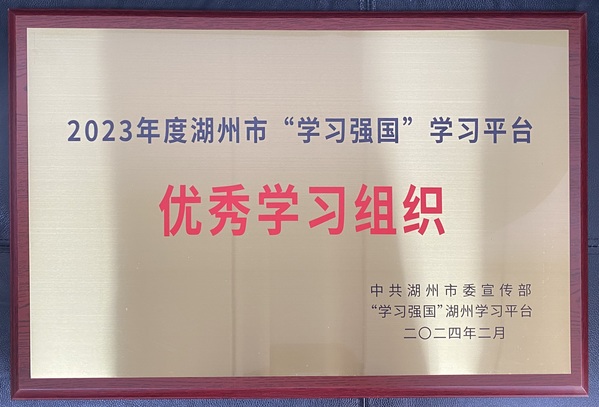 2023年度湖州市“学习强国”学习平台
优秀学习组织
中共湖州市委宣传部
“学习强国”湖州学习平台
二〇二四年二月